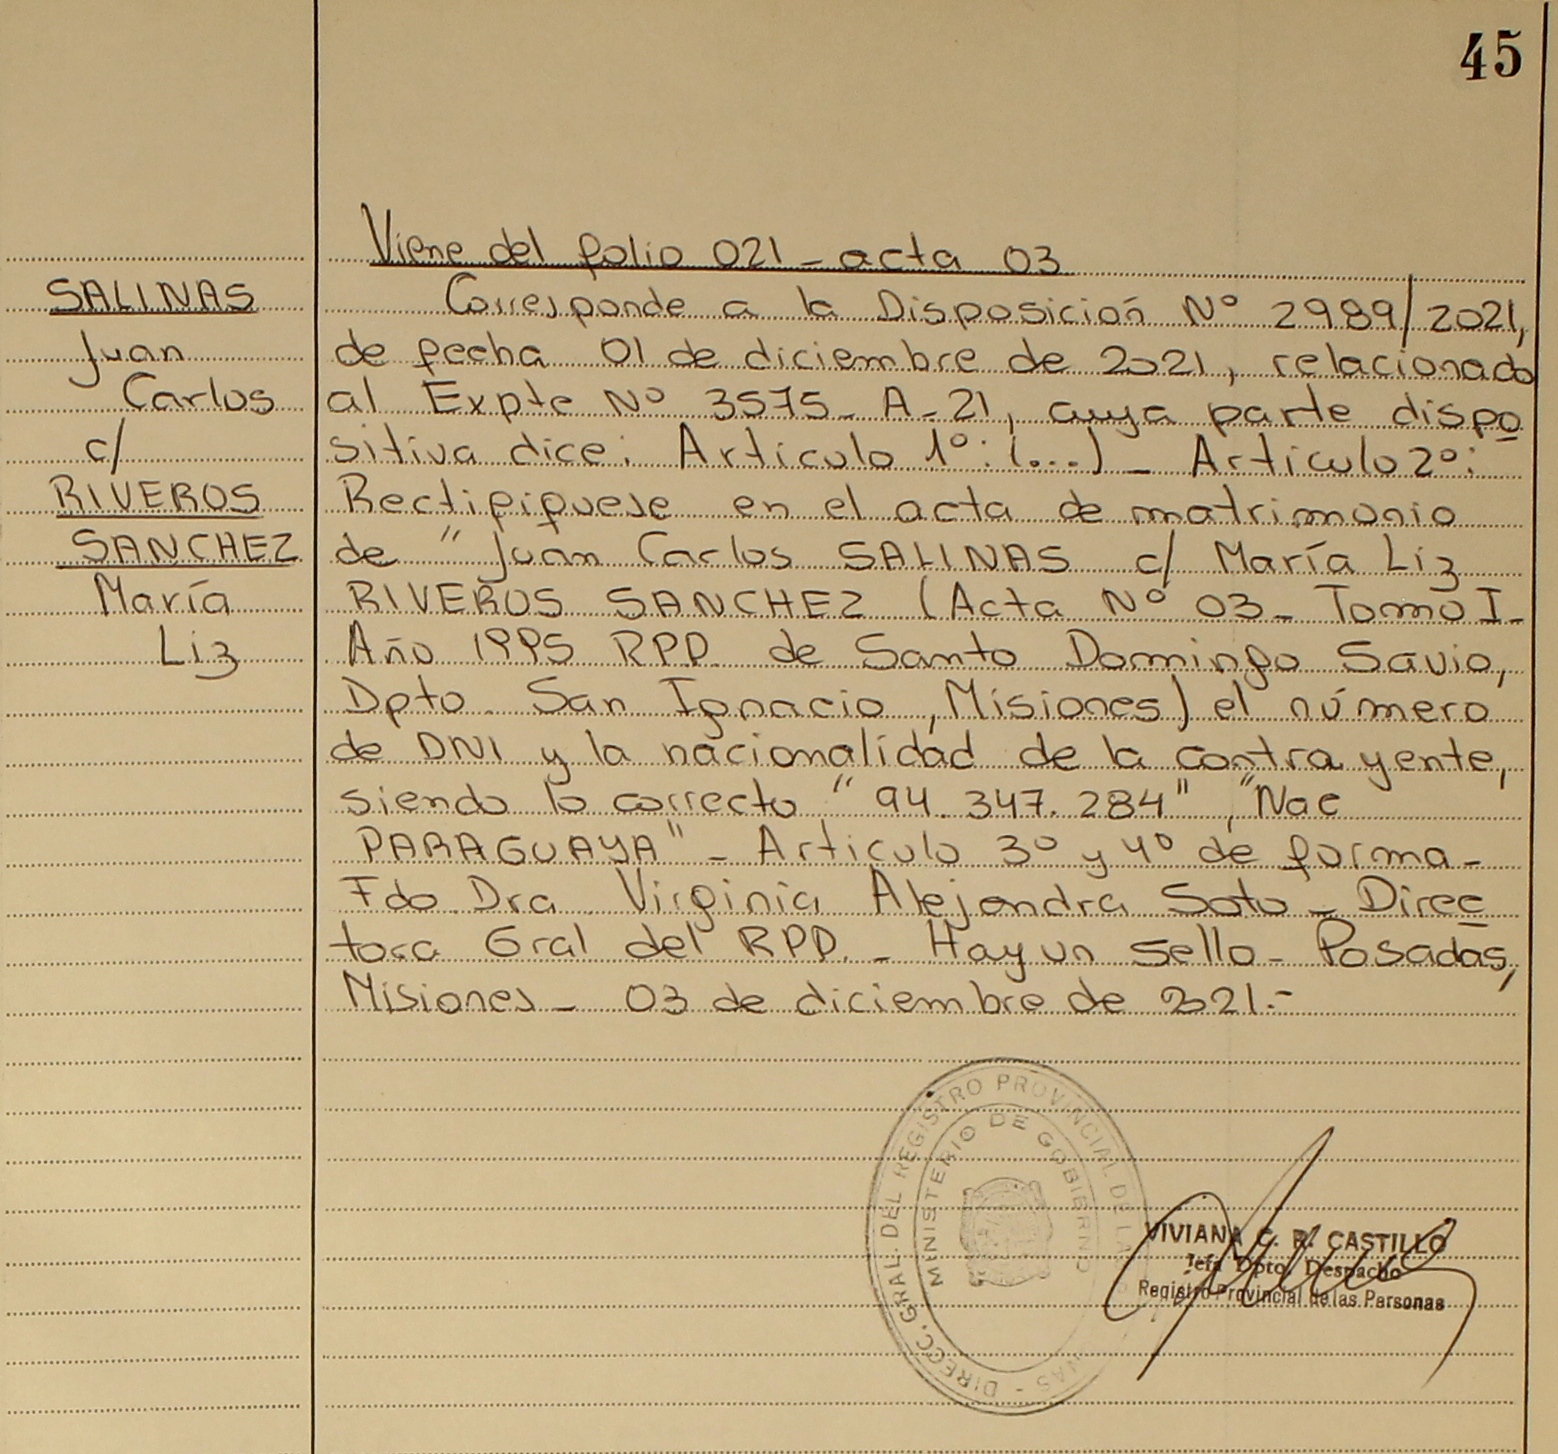 45
SALINAS
Juan
Carlos
c/
RIVEROS
SANCHEZ
María
Liz
Viene del folio 021 - acta 03
Corresponde a la Disposición Nº 2989/2021,
de fecha 01 de diciembre de 2021, relacionado
al Expte Nº 3575- A-21, cuya parte dispo
sitiva dice: Artículo 1º: (...) - Artículo 2º:
Rectifíquese en el acta de matrimonio
de "Juan Carlos SALINAS c/ María Liz
RIVEROS SANCHEZ (Acta Nº 03 - Tomo I-
Año 1995 RPP. de Santo Domingo Savio,
Dpto. San Ignacio, Misiones) el número
de DNI y la nacionalidad de la contrayente,
siendo lo correcto "94.347.284", "Nac
PARAGUAYA" - Articulo 3º y 4º de forma-
Fdo. Dra. Virginia Alejandra Soto - Direc
tora Gral del RPP. - Hay un sello - Posadas,
Misiones - 03 de diciembre de 2021.-
DIRECC. GRAL. DEL REGISTRO PROVINCIAL DE LAS
MINISTERIO DE GOBIERNO
VIVIANA C. R. CASTILLO
Jefa Dpto. Despacho
Registro Provincial de las Personas